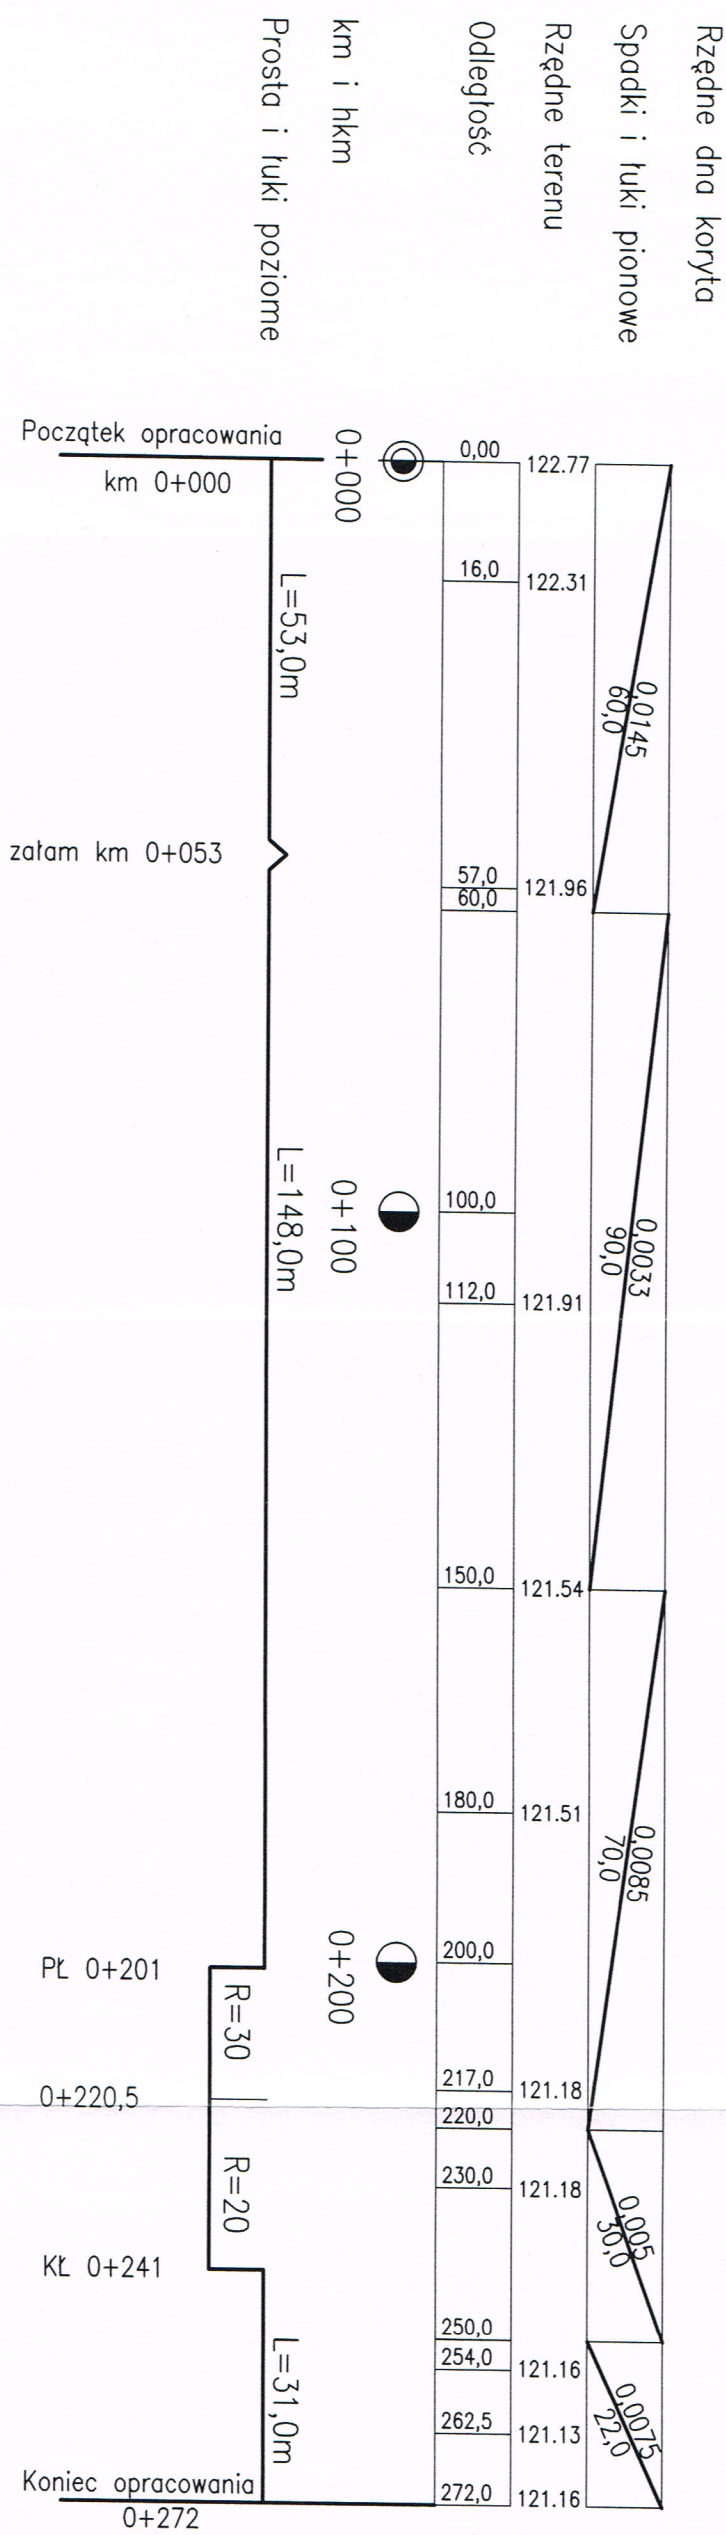 Rzędne dna koryta
Spadki i łuki pionowe
0,0145
60,0
0,0033
90,0
0,0085
70,0
0,005
30,0
0,0075
22,0
Rzędne terenu
122.77
122.31
121.96
121.91
121.54
121.51
121.18
121.18
121.16
121.13
121.16
Odległość
0,00
16,0
57,0
60,0
100,0
112,0
150,0
180,0
200,0
217,0
220,0
230,0
250,0
254,0
262,5
272,0
km i hkm
0+000
0+100
0+200
Prosta i łuki poziome
L=53,0m
L=148,0m
R=30
R=20
L=31,0m
Początek opracowania
km 0+000
załam km 0+053
PŁ 0+201
0+220,5
KŁ 0+241
Koniec opracowania
0+272